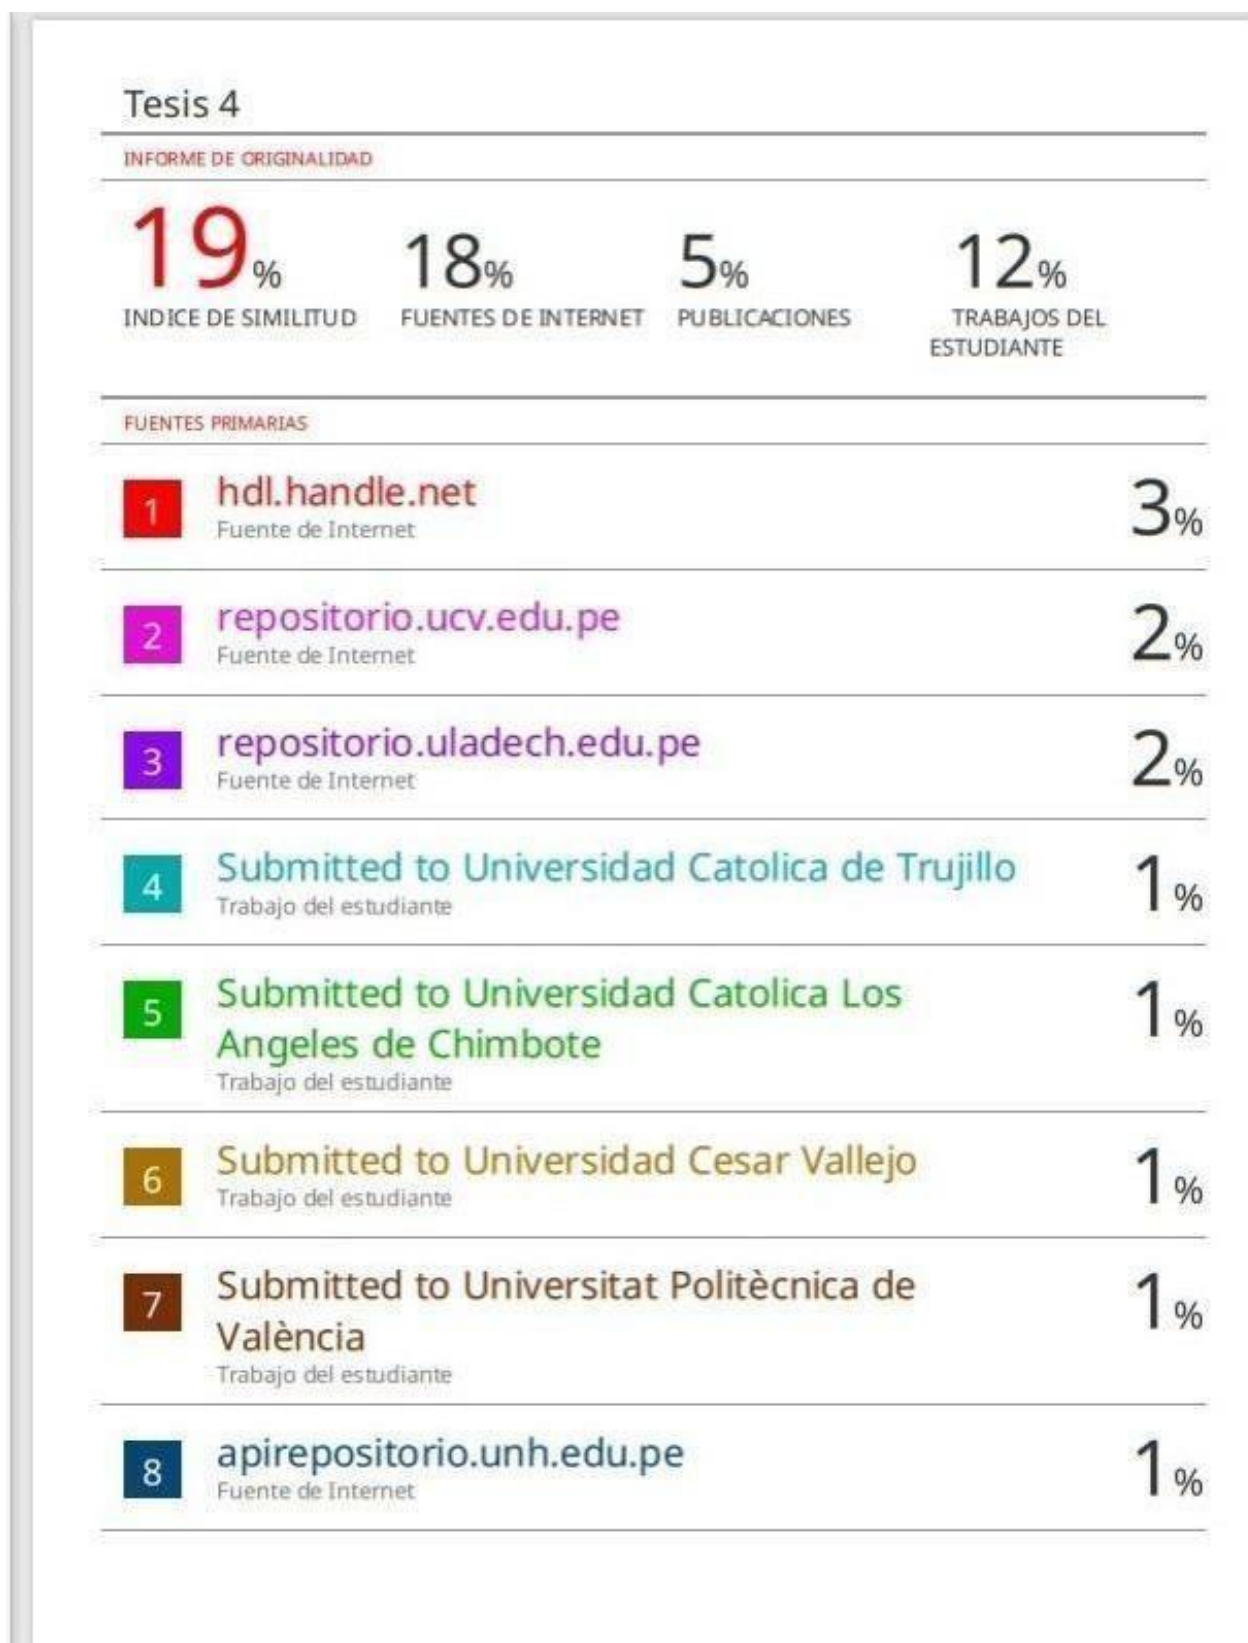 Tesis 4
INFORME DE ORIGINALIDAD
19% 18% 5% 12%
INDICE DE SIMILITUD FUENTES DE INTERNET PUBLICACIONES TRABAJOS DEL
ESTUDIANTE
FUENTES PRIMARIAS
1 hdl.handle.net 3%
Fuente de Internet
2 repositorio.ucv.edu.pe 2%
Fuente de Internet
3 repositorio.uladech.edu.pe 2%
Fuente de Internet
4 Submitted to Universidad Catolica de Trujillo 1%
Trabajo del estudiante
5 Submitted to Universidad Catolica Los 1%
Angeles de Chimbote
Trabajo del estudiante
6 Submitted to Universidad Cesar Vallejo 1%
Trabajo del estudiante
7 Submitted to Universitat Politècnica de 1%
València
Trabajo del estudiante
8 apirepositorio.unh.edu.pe 1%
Fuente de Internet